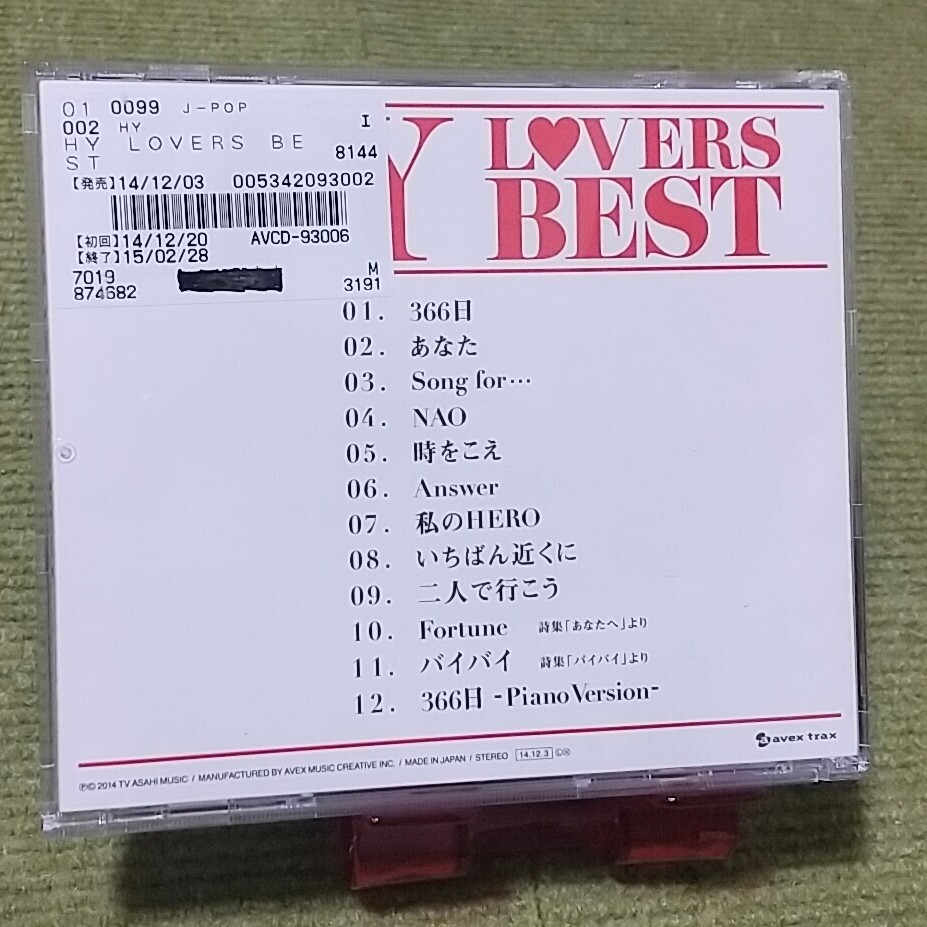 01 0099 J-POP
002 HY I
HY LOVERS BE
ST 8144
【発売】14/12/03 005342093002
【初回】14/12/20 AVCD-93006
【終了】15/02/28
7019 M
874682 3191
Y LOVERS
BEST
01. 366日
02. あなた
03. Song for…
04. NAO
05. 時をこえ
06. Answer
07. 私のHERO
08. いちばん近くに
09. 二人で行こう
10. Fortune 詩集「あなたへ」より
11. バイバイ 詩集「バイバイ」より
12. 366日 -Piano Version-
avex trax
℗© 2014 TV ASAHI MUSIC / MANUFACTURED BY AVEX MUSIC CREATIVE INC. / MADE IN JAPAN / STEREO 14.12.3